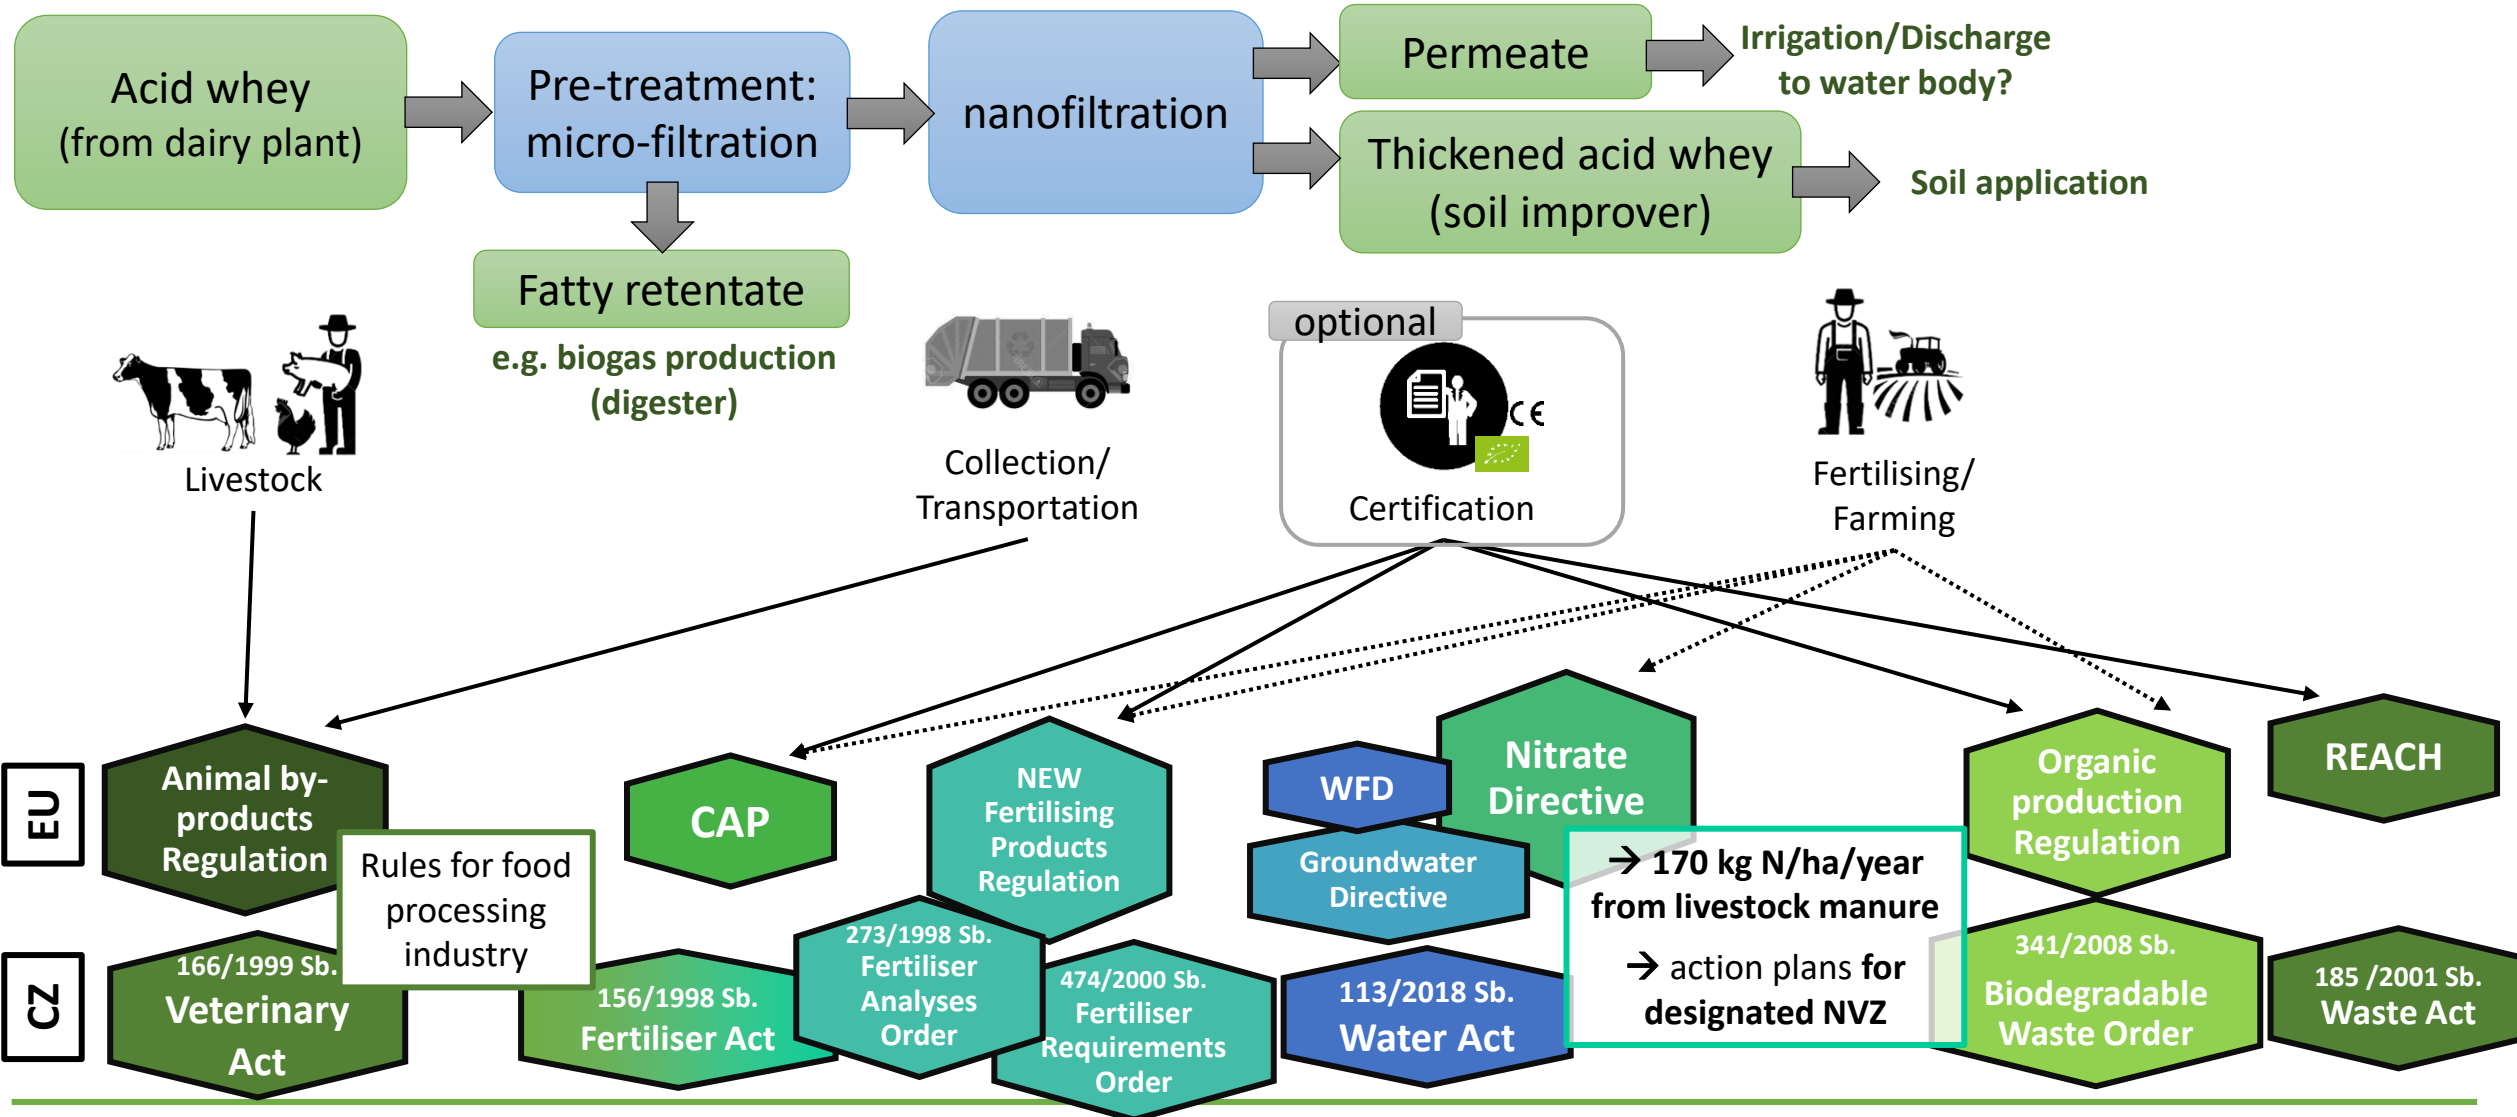 Acid whey
(from dairy plant)
Pre-treatment:
micro-filtration
nanofiltration
Permeate
Irrigation/Discharge
to water body?
Thickened acid whey
(soil improver)
Soil application
Fatty retentate
e.g. biogas production
(digester)
optional
Livestock
Collection/
Transportation
CE
Certification
Fertilising/
Farming
EU
Animal by-
products
Regulation
CAP
NEW
Fertilising
Products
Regulation
WFD
Groundwater
Directive
Nitrate
Directive
Organic
production
Regulation
REACH
Rules for food
processing
industry
→ 170 kg N/ha/year
from livestock manure
→ action plans for
designated NVZ
CZ
166/1999 Sb.
Veterinary
Act
156/1998 Sb.
Fertiliser Act
273/1998 Sb.
Fertiliser
Analyses
Order
474/2000 Sb.
Fertiliser
Requirements
Order
113/2018 Sb.
Water Act
341/2008 Sb.
Biodegradable
Waste Order
185 /2001 Sb.
Waste Act